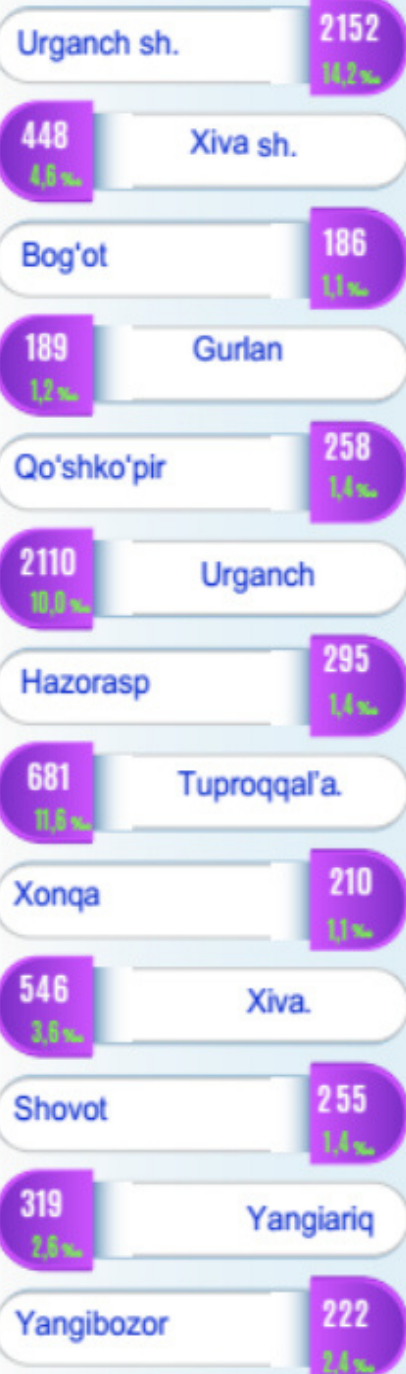 Urganch sh.
2152
14,2‰
448
4,6‰
Xiva sh.
Bog'ot
186
1,1‰
189
1,2‰
Gurlan
Qo'shko'pir
258
1,4‰
2110
10,0‰
Urganch
Hazorasp
295
1,4‰
681
11,6‰
Tuproqqal'a.
Xonqa
210
1,1‰
546
3,6‰
Xiva.
Shovot
255
1,4‰
319
2,6‰
Yangiariq
Yangibozor
222
2,4‰